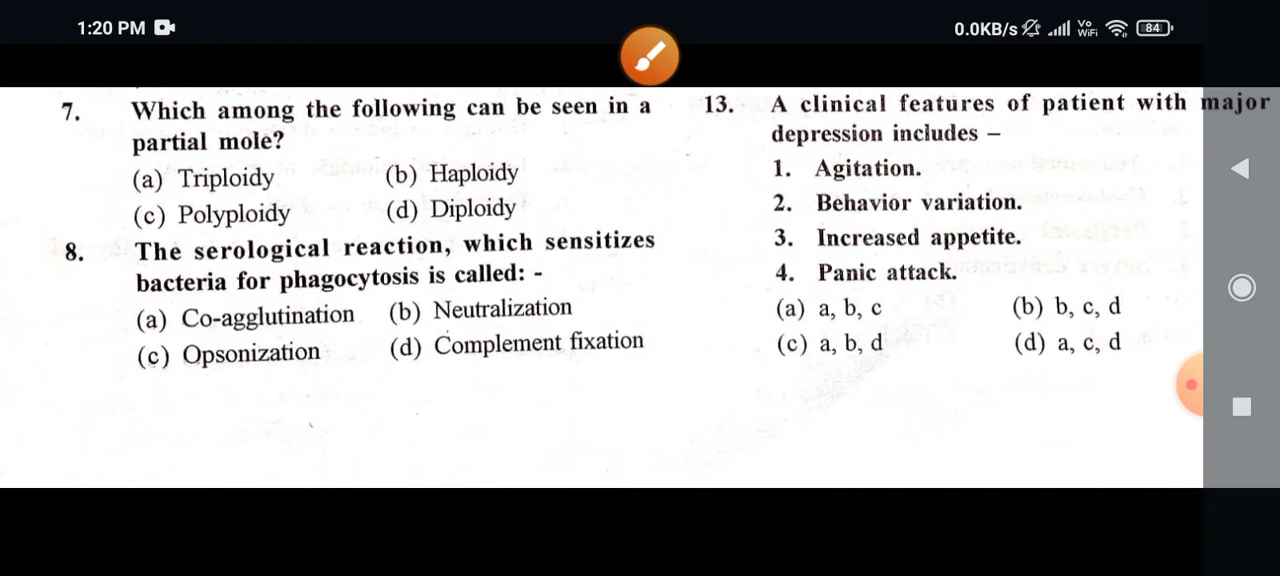 1:20 PM
0.0KB/s Vo WiFi 84
7. Which among the following can be seen in a
partial mole?
(a) Triploidy (b) Haploidy
(c) Polyploidy (d) Diploidy
8. The serological reaction, which sensitizes
bacteria for phagocytosis is called: -
(a) Co-agglutination (b) Neutralization
(c) Opsonization (d) Complement fixation
13. A clinical features of patient with major
depression includes –
1. Agitation.
2. Behavior variation.
3. Increased appetite.
4. Panic attack.
(a) a, b, c (b) b, c, d
(c) a, b, d (d) a, c, d